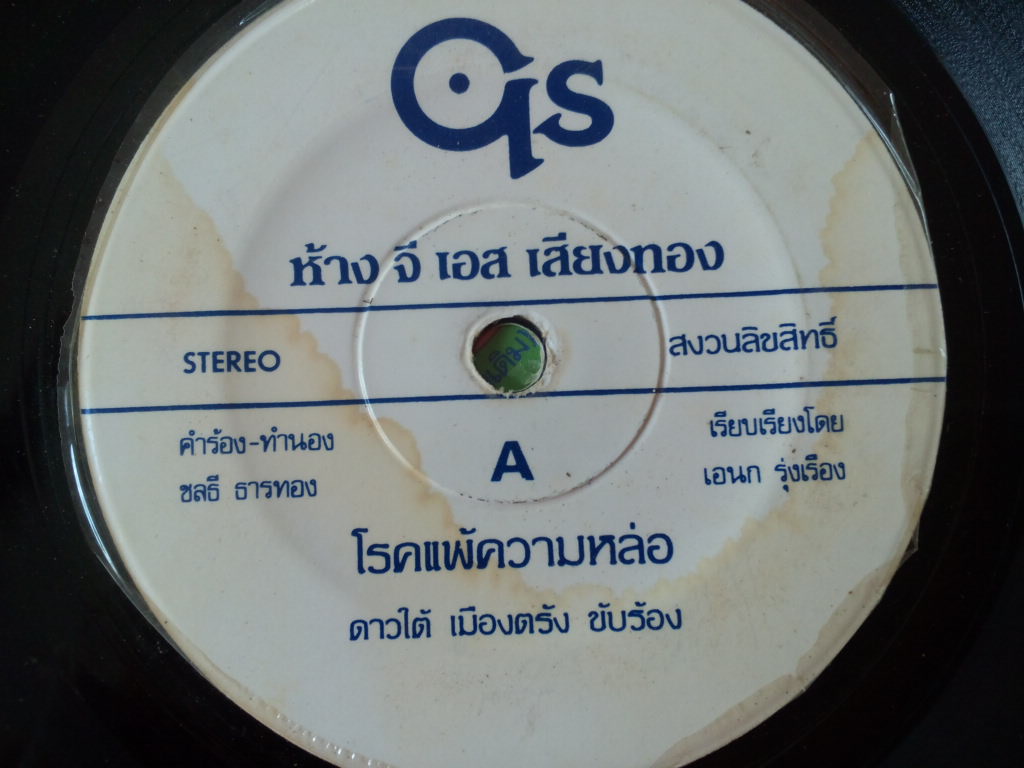 GS
ห้าง จี เอส เสียงทอง
STEREO
สงวนลิขสิทธิ์
A
คำร้อง-ทำนอง
ชลธี ธารทอง
เรียบเรียงโดย
เอนก รุ่งเรือง
โรคแพ้ความหล่อ
ดาวใต้ เมืองตรัง ขับร้อง